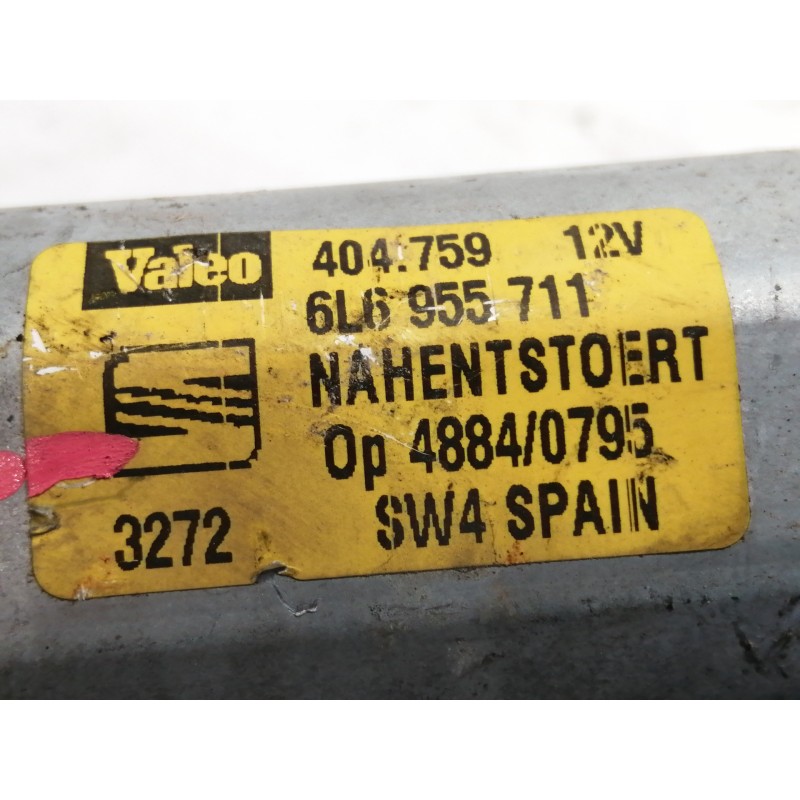 Valeo 404.759 12V
6L6 955 711
NAHENTSTOERT
Op 4884/0795
3272 SW4 SPAIN